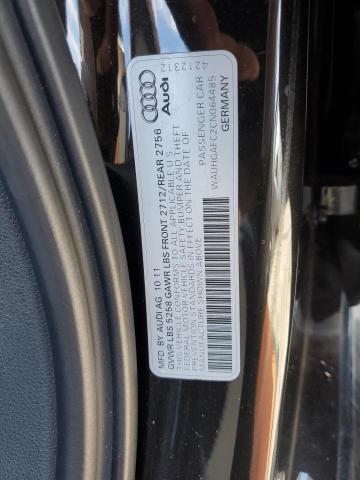 MFD BY AUDI AG 10 11
GVWR LBS 5258 GAWR LBS FRONT 2712/REAR 2756
THIS VEHICLE CONFORMS TO ALL APPLICABLE U.S.
FEDERAL MOTOR VEHICLE SAFETY BUMPER AND THEFT
PREVENTION STANDARDS IN EFFECT ON THE DATE OF
MANUFACTURE SHOWN ABOVE
4212312
Audi
PASSENGER CAR
WAUHGAFC2CN064485
GERMANY